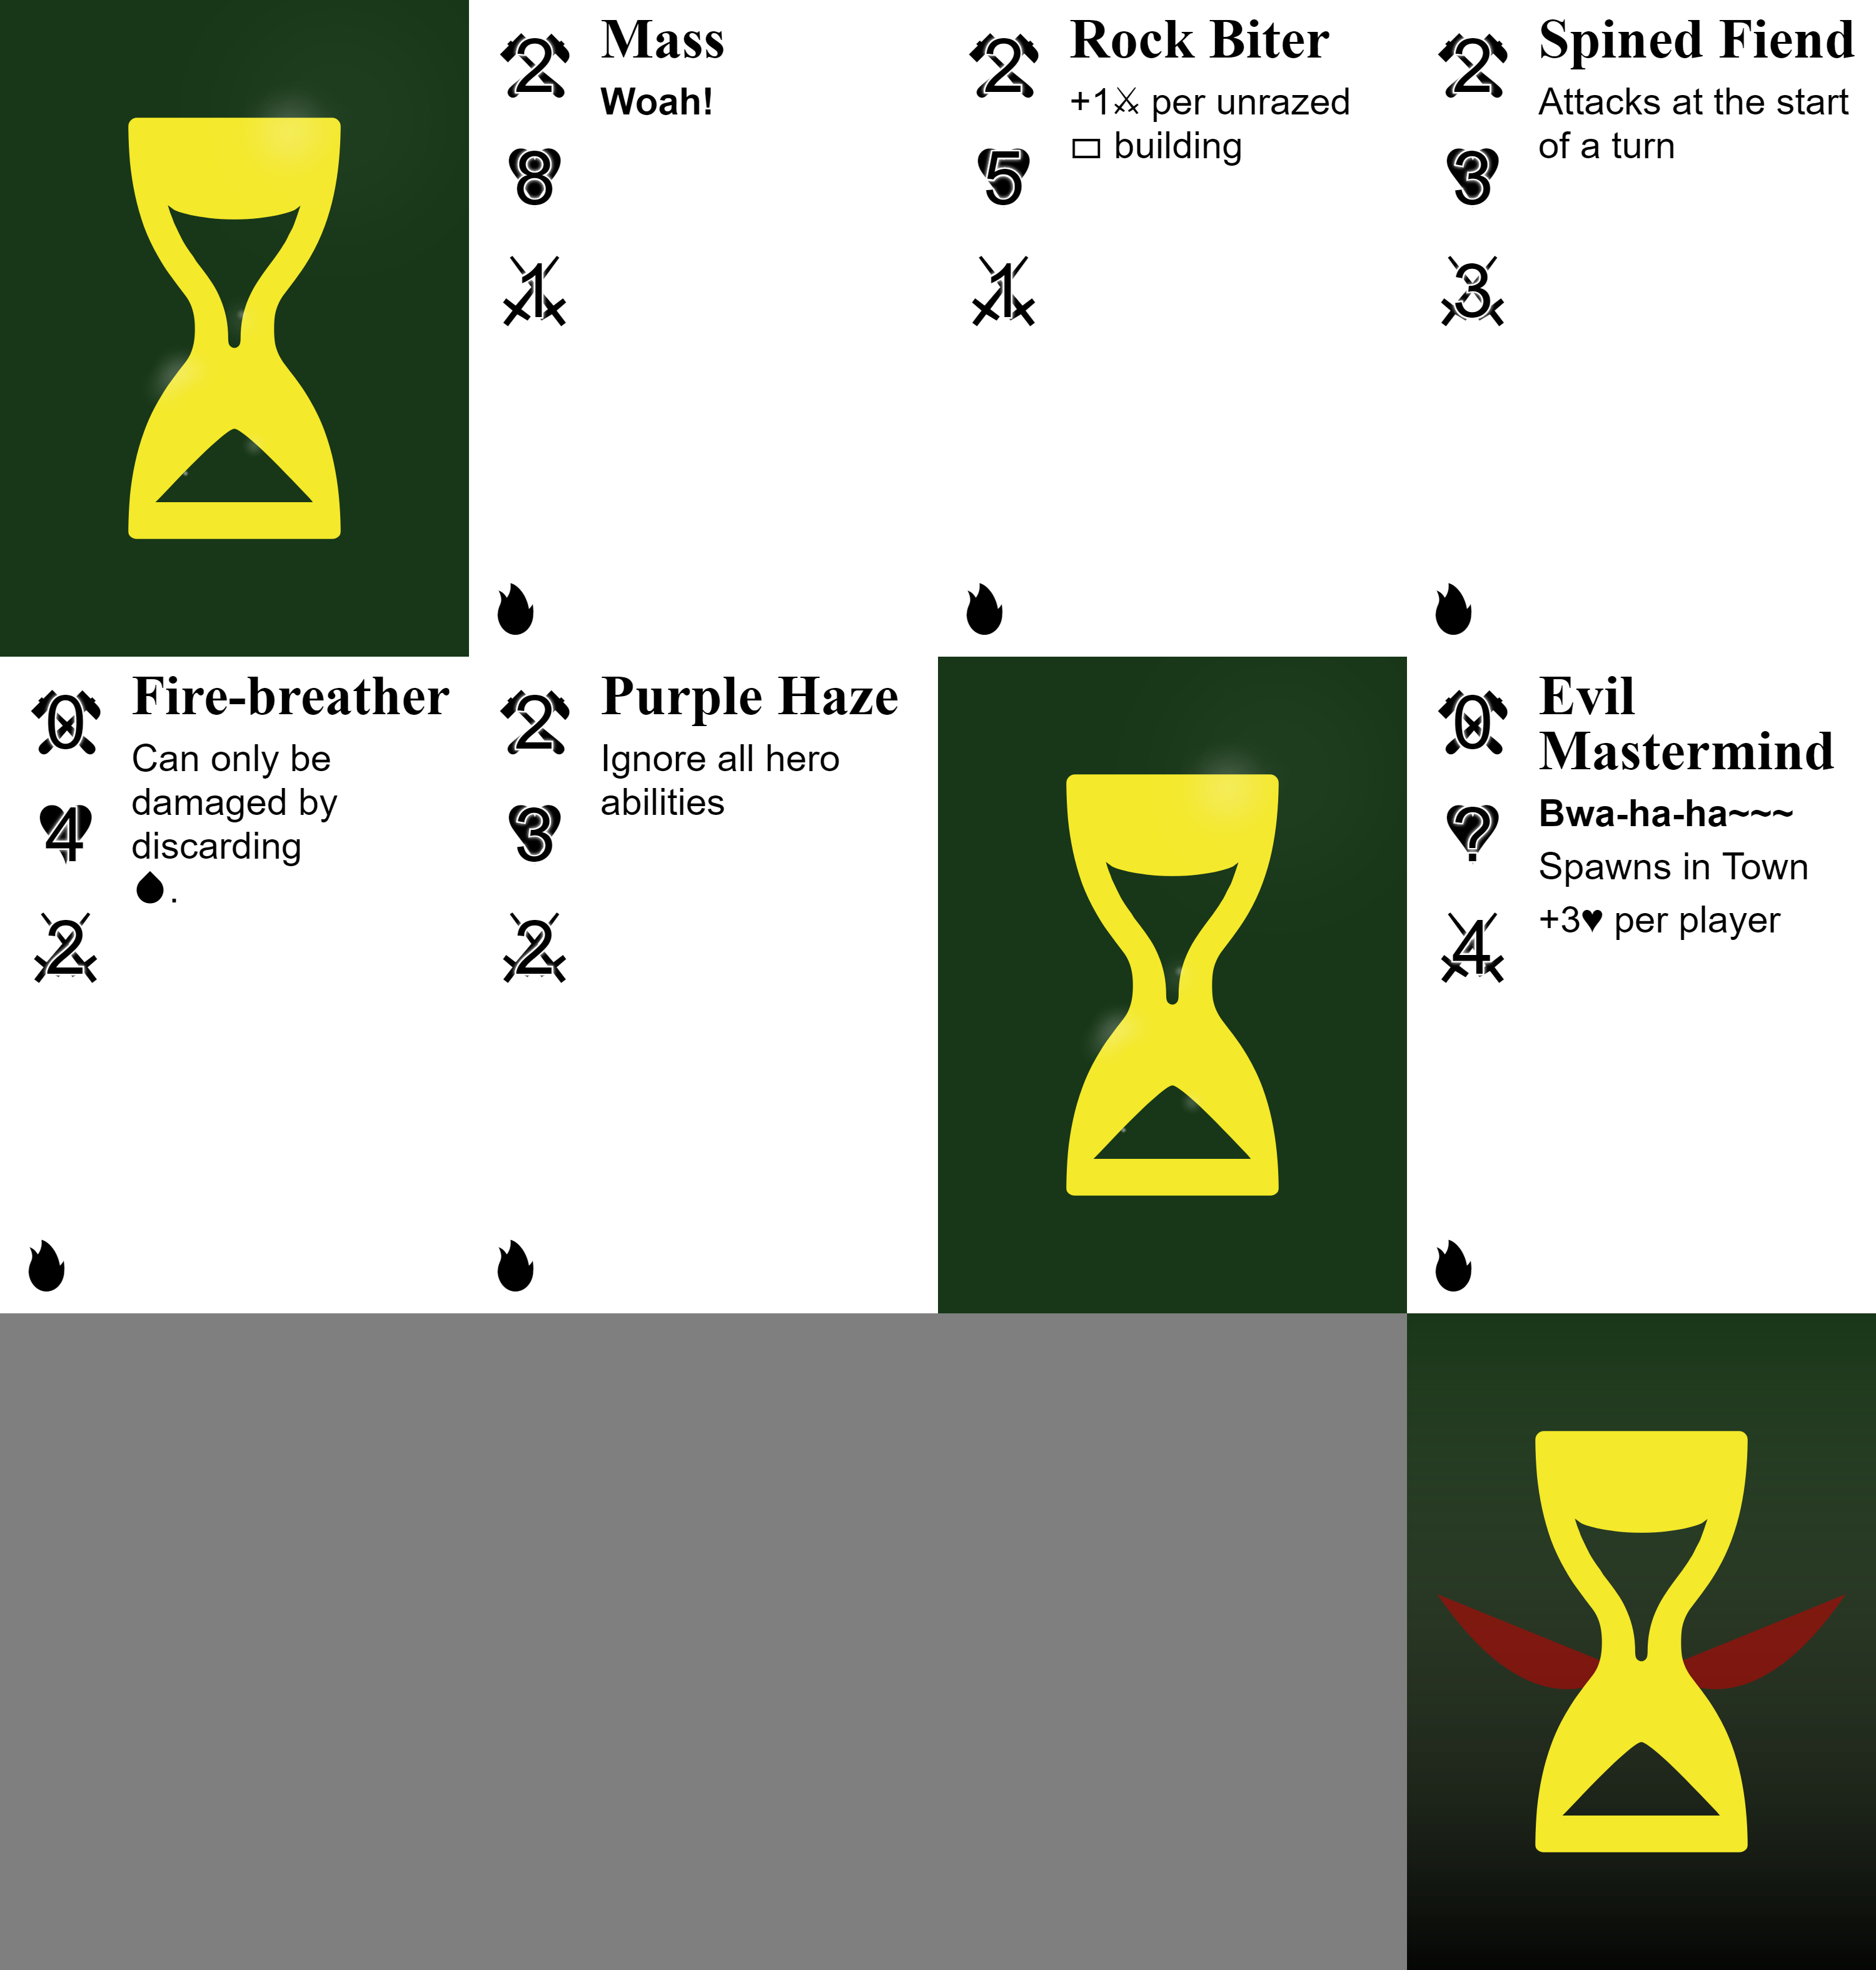 2
Mass
Woah!
8
1
2
Rock Biter
+1⚔ per unrazed
▭ building
5
1
2
Spined Fiend
Attacks at the start
of a turn
3
3
0
Fire-breather
Can only be
damaged by
discarding
.
4
2
2
Purple Haze
Ignore all hero
abilities
3
2
0
Evil
Mastermind
Bwa-ha-ha~~~
Spawns in Town
+3♥ per player
?
4